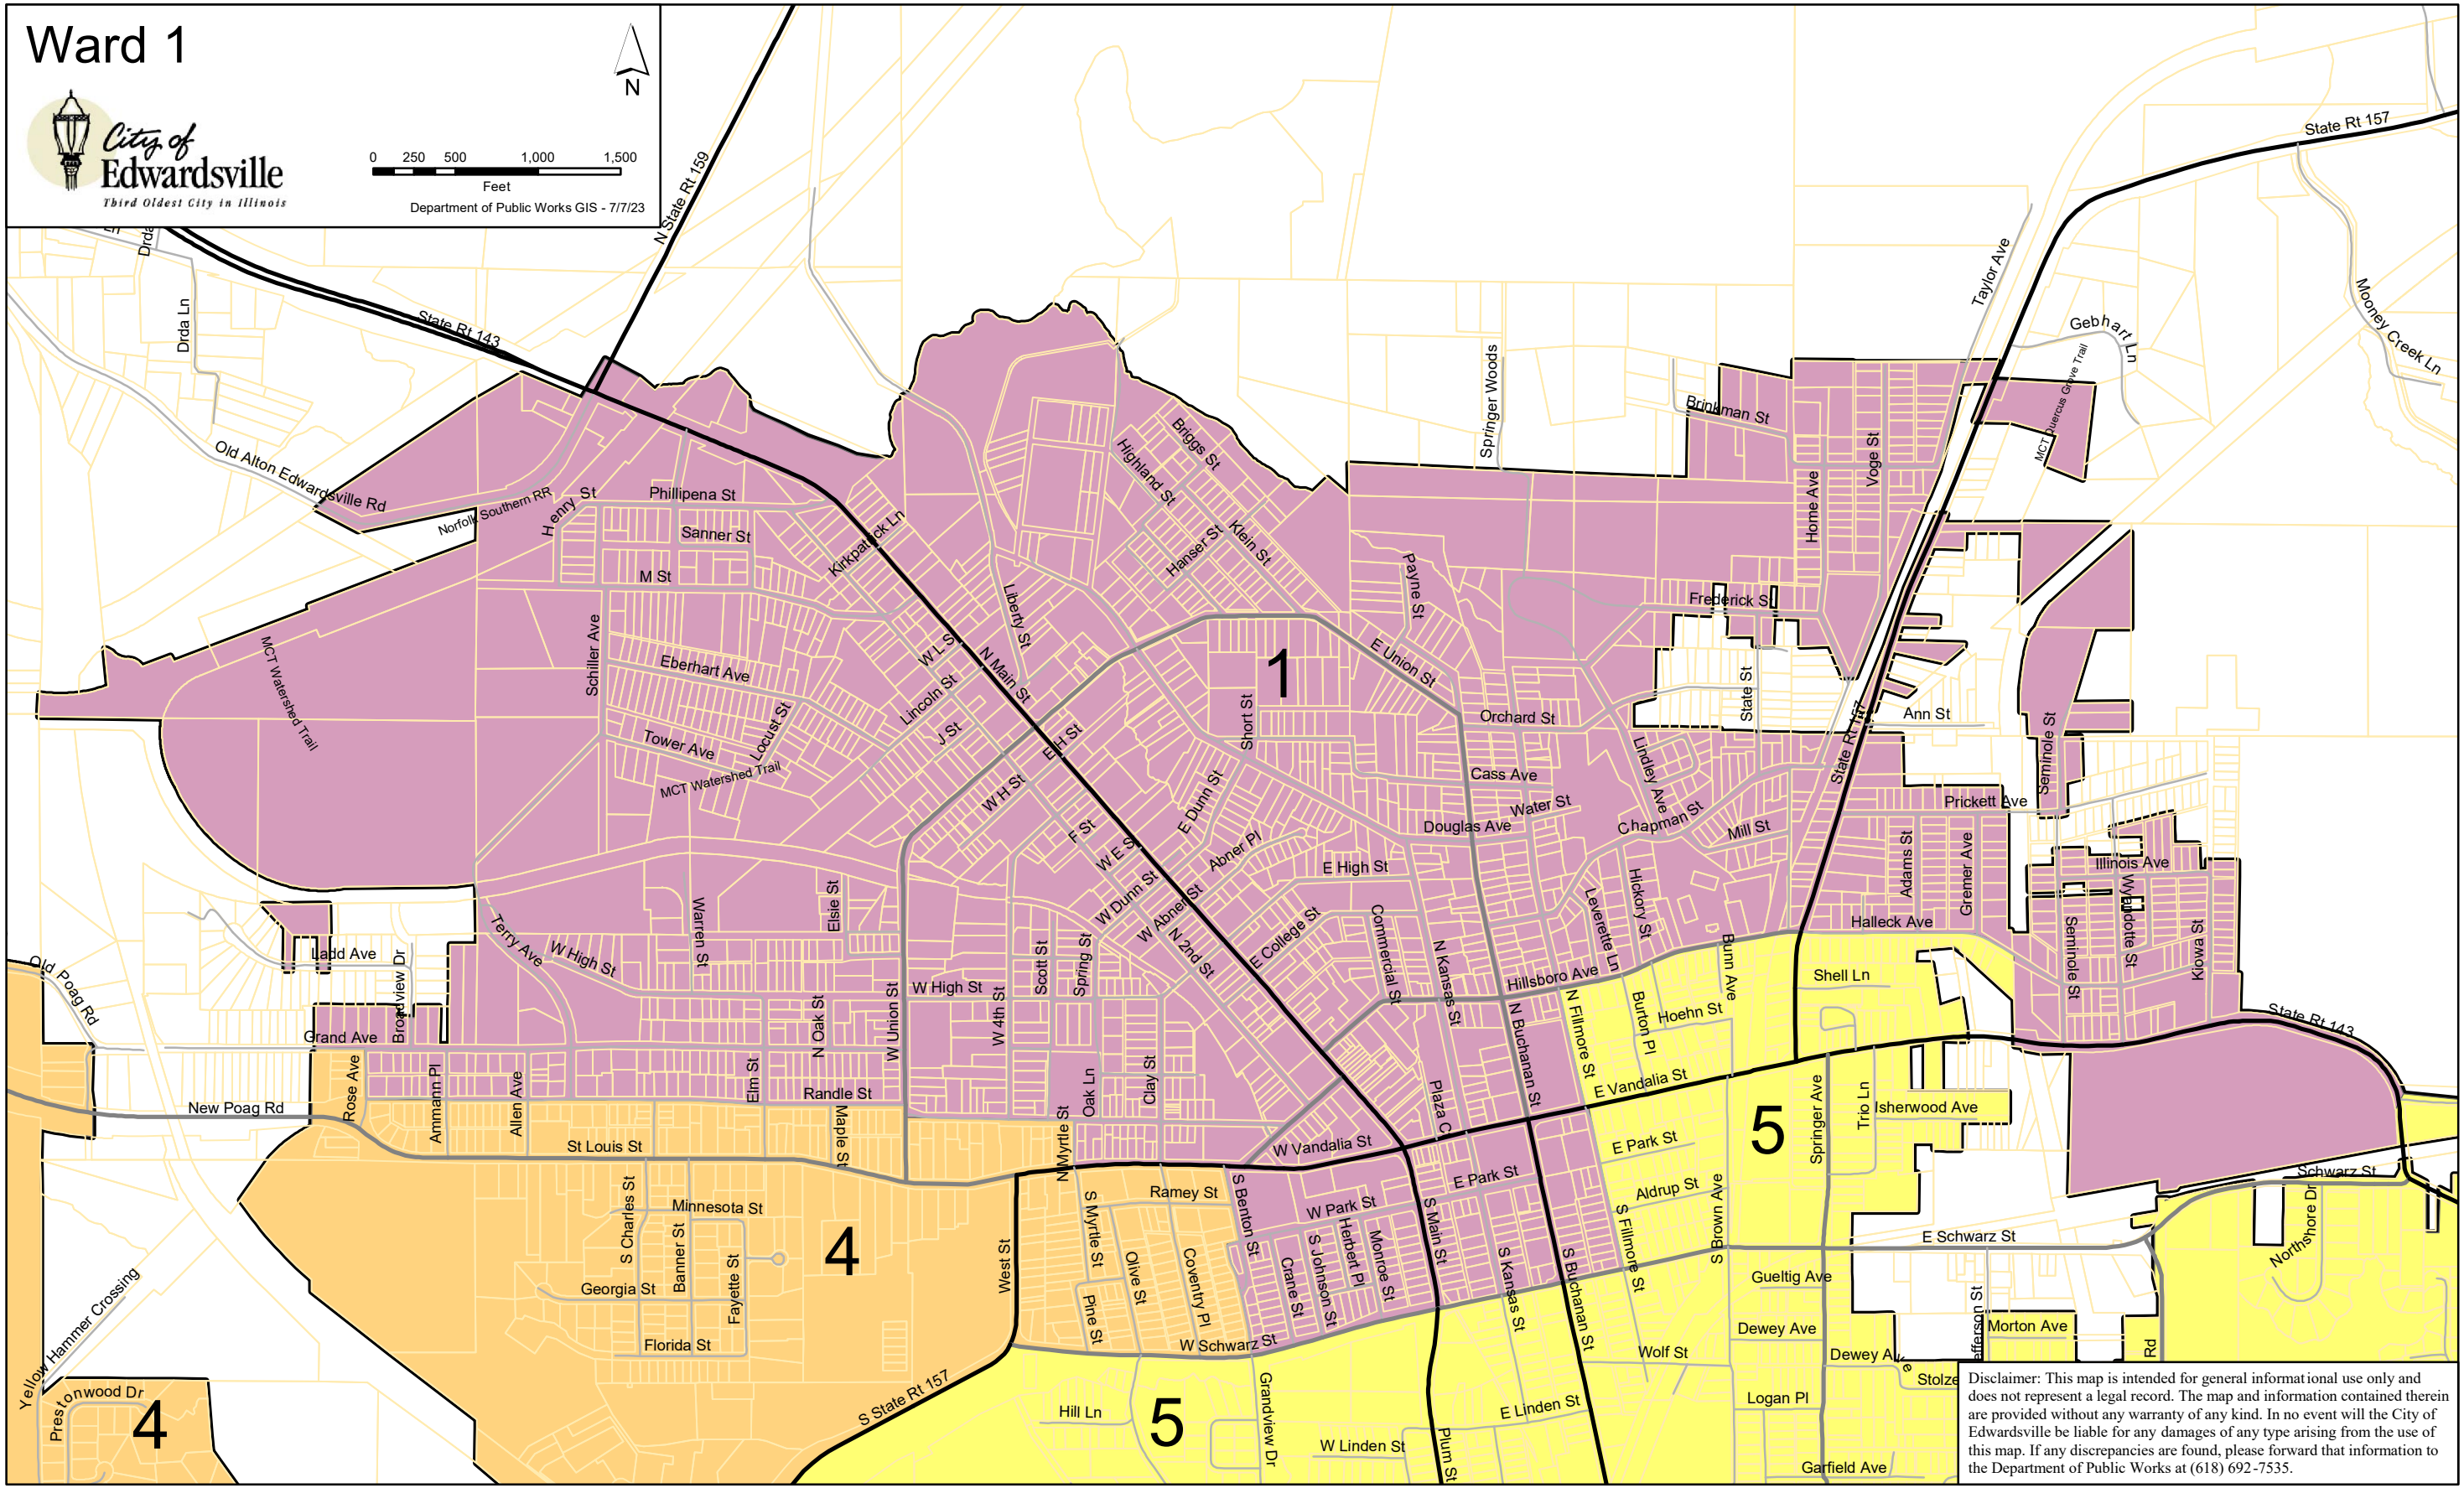 Ward 1
N
City of
Edwardsville
Third Oldest City in Illinois
0 250 500 1,000 1,500
Feet
Department of Public Works GIS - 7/7/23
N State Rt 159
State Rt 157
Taylor Ave
Gebhart Ln
Mooney Creek Ln
MCT Quercus Grove Trail
Drda Ln
State Rt 143
Old Alton Edwardsville Rd
Norfolk Southern RR
Henry St
Phillipena St
Sanner St
M St
Kirkpatrick Ln
Springer Woods
Brinkman St
Briggs St
Highland St
Klein St
Hanser St
Payne St
Home Ave
Voge St
Frederick St
Liberty St
Schiller Ave
MCT Watershed Trail
Eberhart Ave
Tower Ave
Locust St
MCT Watershed Trail
W L St
Lincoln St
J St
N Main St
E H St
W H St
1
E Union St
Short St
Orchard St
State St
Ann St
State Rt 157
Seminole St
Lindley Ave
Cass Ave
Water St
Douglas Ave
Chapman St
Mill St
Prickett Ave
E Dunn St
F St
W E St
Abner Pl
W Dunn St
W Abner St
E High St
E College St
Commercial St
Leverette Ln
Hickory St
Adams St
Gremer Ave
Illinois Ave
Wyandotte St
Halleck Ave
Seminole St
Kiowa St
Elsie St
Warren St
Terry Ave
W High St
Ladd Ave
Broadview Dr
Old Poag Rd
Grand Ave
N Oak St
W Union St
W High St
W 4th St
Scott St
Spring St
N 2nd St
N Kansas St
Hillsboro Ave
Bunn Ave
Shell Ln
State Rt 143
N Buchanan St
N Fillmore St
Burton Pl
Hoehn St
E Vandalia St
New Poag Rd
Rose Ave
Ammann Pl
Allen Ave
Elm St
Randle St
Maple St
St Louis St
N Myrtle St
Oak Ln
Clay St
W Vandalia St
Plaza C
5
Springer Ave
Trio Ln
Isherwood Ave
E Park St
E Park St
Aldrup St
S Brown Ave
Schwarz St
Northshore Dr
E Schwarz St
S Charles St
Minnesota St
Banner St
Fayette St
Georgia St
Florida St
4
West St
S Myrtle St
Ramey St
Olive St
Coventry Pl
Pine St
S Benton St
W Park St
Crane St
S Johnson St
Herbert Pl
Monroe St
S Main St
S Kansas St
S Buchanan St
S Fillmore St
W Schwarz St
Gueltig Ave
Dewey Ave
Dewey Ave
Wolf St
Logan Pl
Garfield Ave
Stolze
Jefferson St
Morton Ave
Rd
Yellow Hammer Crossing
Prestonwood Dr
4
S State Rt 157
Hill Ln
5
Grandview Dr
W Linden St
E Linden St
Plum St
Disclaimer: This map is intended for general informational use only and
does not represent a legal record. The map and information contained therein
are provided without any warranty of any kind. In no event will the City of
Edwardsville be liable for any damages of any type arising from the use of
this map. If any discrepancies are found, please forward that information to
the Department of Public Works at (618) 692-7535.